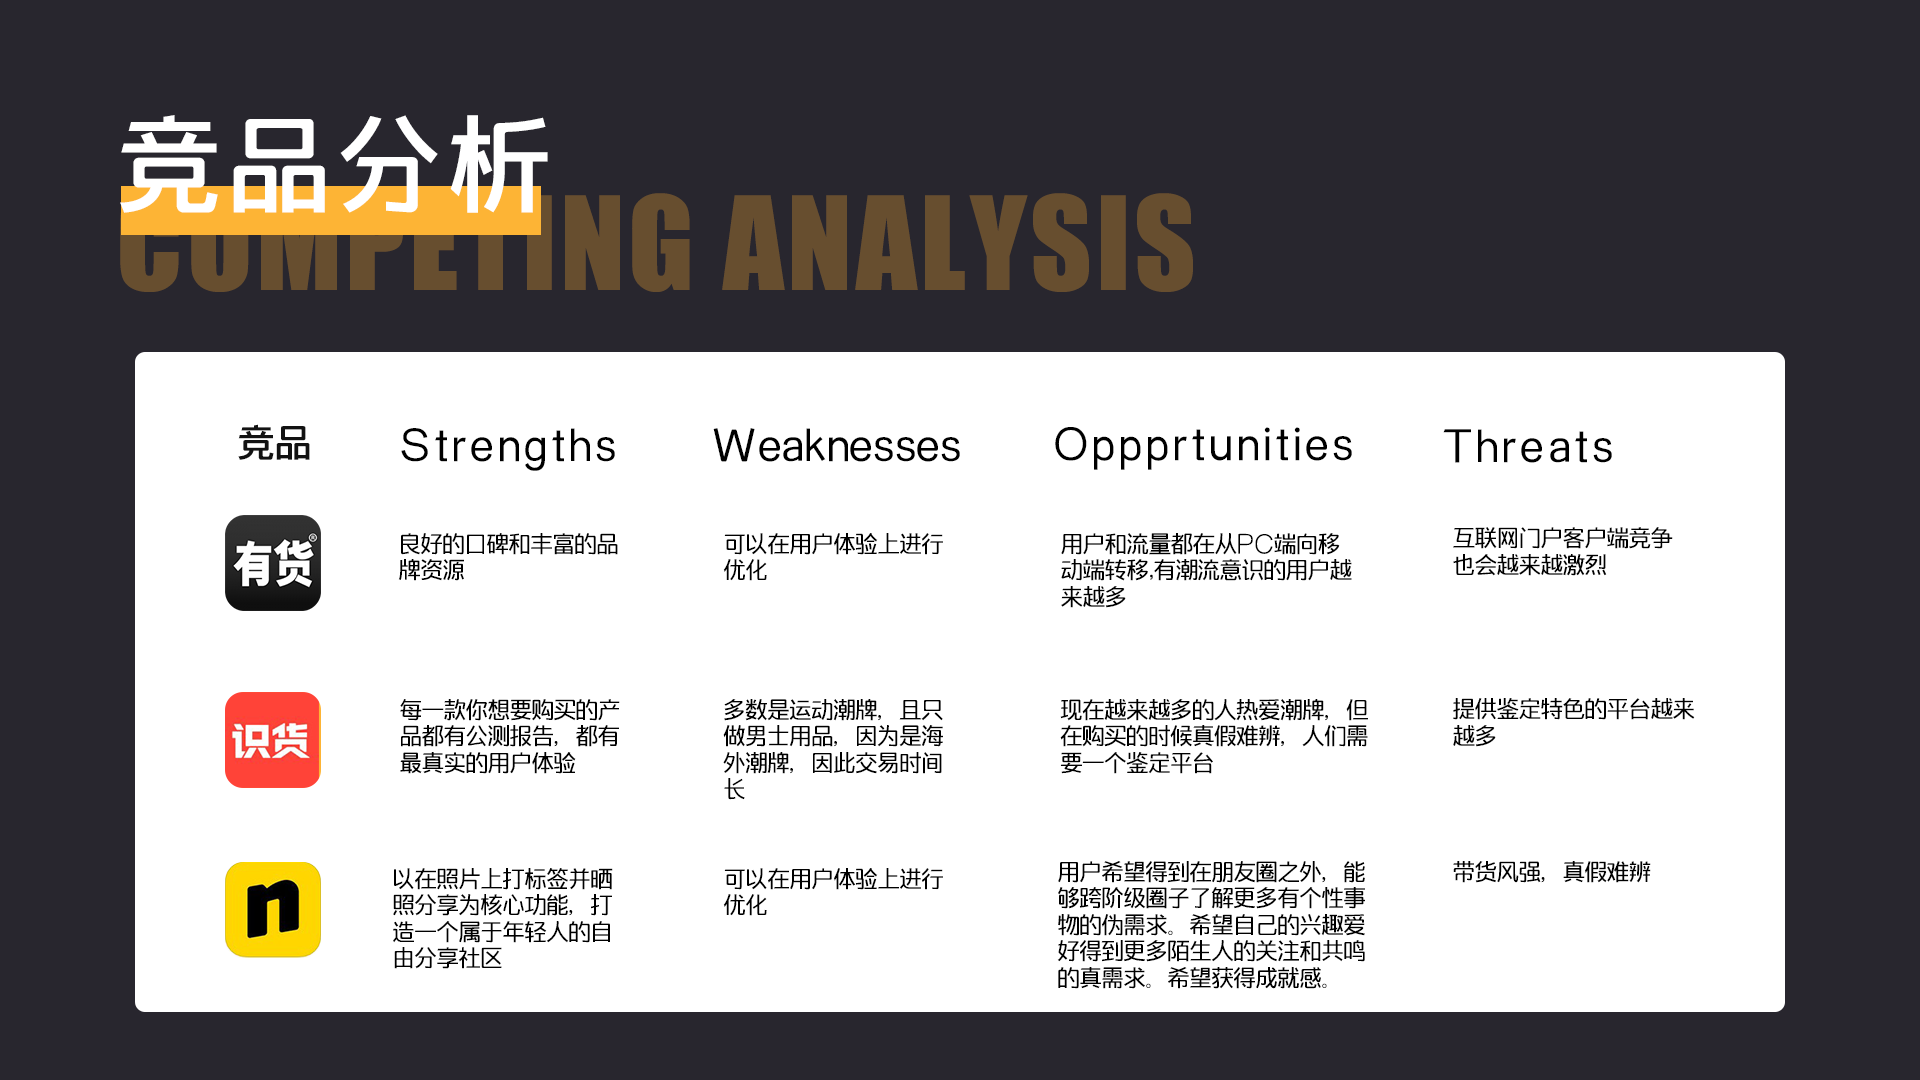 竞品分析
COMPETING ANALYSIS
竞品
Strengths
Weaknesses
Oppprtunities
Threats
有货®
良好的口碑和丰富的品
牌资源
可以在用户体验上进行
优化
用户和流量都在从PC端向移
动端转移,有潮流意识的用户越
来越多
互联网门户客户端竞争
也会越来越激烈
识货
每一款你想要购买的产
品都有公测报告，都有
最真实的用户体验
多数是运动潮牌，且只
做男士用品，因为是海
外潮牌，因此交易时间
长
现在越来越多的人热爱潮牌，但
在购买的时候真假难辨，人们需
要一个鉴定平台
提供鉴定特色的平台越来
越多
n
以在照片上打标签并晒
照分享为核心功能，打
造一个属于年轻人的自
由分享社区
可以在用户体验上进行
优化
用户希望得到在朋友圈之外，能
够跨阶级圈子了解更多有个性事
物的伪需求。希望自己的兴趣爱
好得到更多陌生人的关注和共鸣
的真需求。希望获得成就感。
带货风强，真假难辨